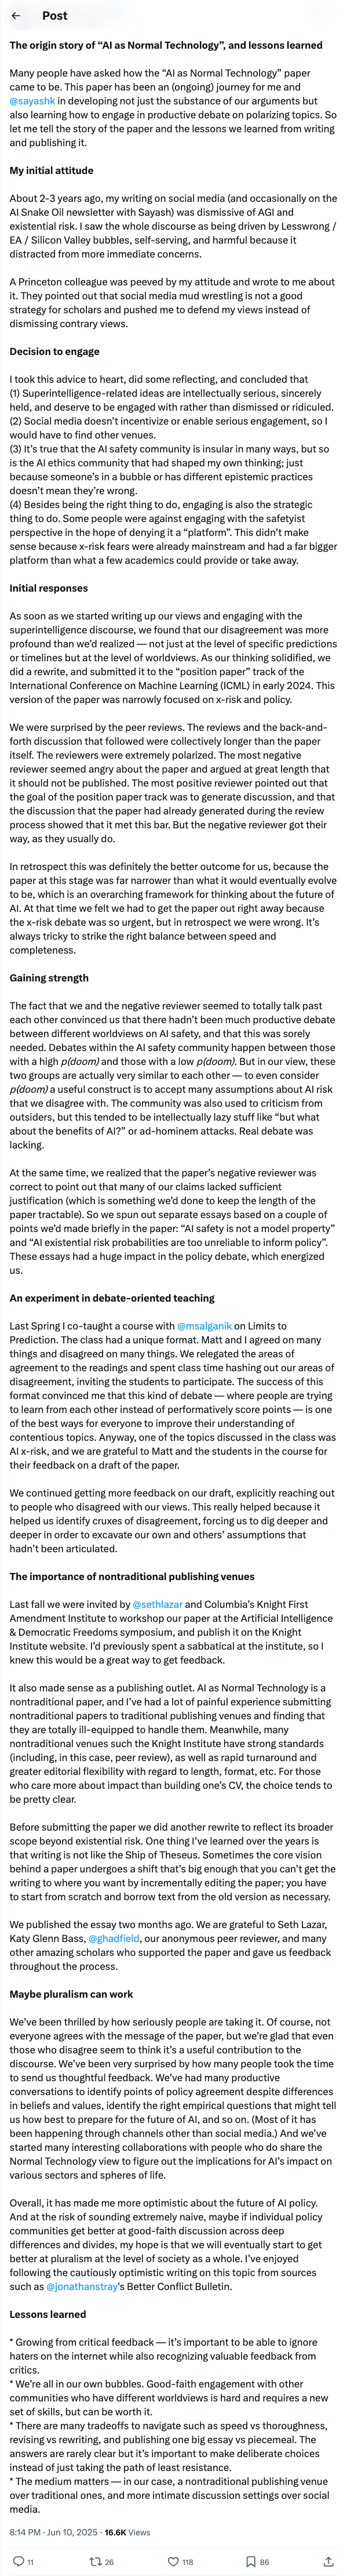 Post
The origin story of “AI as Normal Technology”, and lessons learned
Many people have asked how the “AI as Normal Technology” paper
came to be. This paper has been an (ongoing) journey for me and
@sayashk in developing not just the substance of our arguments but
also learning how to engage in productive debate on polarizing topics. So
let me tell the story of the paper and the lessons we learned from writing
and publishing it.
My initial attitude
About 2-3 years ago, my writing on social media (and occasionally on the
AI Snake Oil newsletter with Sayash) was dismissive of AGI and
existential risk. I saw the whole discourse as being driven by Lesswrong /
EA / Silicon Valley bubbles, self-serving, and harmful because it
distracted from more immediate concerns.
A Princeton colleague was peeved by my attitude and wrote to me about
it. They pointed out that social media mud wrestling is not a good
strategy for scholars and pushed me to defend my views instead of
dismissing contrary views.
Decision to engage
I took this advice to heart, did some reflecting, and concluded that
(1) Superintelligence-related ideas are intellectually serious, sincerely
held, and deserve to be engaged with rather than dismissed or ridiculed.
(2) Social media doesn’t incentivize or enable serious engagement, so I
would have to find other venues.
(3) It’s true that the AI safety community is insular in many ways, but so
is the AI ethics community that had shaped my own thinking; just
because someone’s in a bubble or has different epistemic practices
doesn’t mean they’re wrong.
(4) Besides being the right thing to do, engaging is also the strategic
thing to do. Some people were against engaging with the safetyist
perspective in the hope of denying it a “platform”. This didn’t make
sense because x-risk fears were already mainstream and had a far bigger
platform than what a few academics could provide or take away.
Initial responses
As soon as we started writing up our views and engaging with the
superintelligence discourse, we found that our disagreement was more
profound than we’d realized — not just at the level of specific predictions
or timelines but at the level of worldviews. As our thinking solidified, we
did a rewrite, and submitted it to the “position paper” track of the
International Conference on Machine Learning (ICML) in early 2024. This
version of the paper was narrowly focused on x-risk and policy.
We were surprised by the peer reviews. The reviews and the back-and-
forth discussion that followed were collectively longer than the paper
itself. The reviewers were extremely polarized. The most negative
reviewer seemed angry about the paper and argued at great length that
it should not be published. The most positive reviewer pointed out that
the goal of the position paper track was to generate discussion, and that
the discussion that the paper had already generated during the review
process showed that it met this bar. But the negative reviewer got their
way, as they usually do.
In retrospect this was definitely the better outcome for us, because the
paper at this stage was far narrower than what it would eventually evolve
to be, which is an overarching framework for thinking about the future of
AI. At that time we felt we had to get the paper out right away because
the x-risk debate was so urgent, but in retrospect we were wrong. It’s
always tricky to strike the right balance between speed and
completeness.
Gaining strength
The fact that we and the negative reviewer seemed to totally talk past
each other convinced us that there hadn’t been much productive debate
between different worldviews on AI safety, and that this was sorely
needed. Debates within the AI safety community happen between those
with a high p(doom) and those with a low p(doom). But in our view, these
two groups are actually very similar to each other — to even consider
p(doom) a useful construct is to accept many assumptions about AI risk
that we disagree with. The community was also used to criticism from
outsiders, but this tended to be intellectually lazy stuff like “but what
about the benefits of AI?” or ad-hominem attacks. Real debate was
lacking.
At the same time, we realized that the paper’s negative reviewer was
correct to point out that many of our claims lacked sufficient
justification (which is something we’d done to keep the length of the
paper tractable). So we spun out separate essays based on a couple of
points we’d made briefly in the paper: “AI safety is not a model property”
and “AI existential risk probabilities are too unreliable to inform policy”.
These essays had a huge impact in the policy debate, which energized
us.
An experiment in debate-oriented teaching
Last Spring I co-taught a course with @msalganik on Limits to
Prediction. The class had a unique format. Matt and I agreed on many
things and disagreed on many things. We relegated the areas of
agreement to the readings and spent class time hashing out our areas of
disagreement, inviting the students to participate. The success of this
format convinced me that this kind of debate — where people are trying
to learn from each other instead of performatively score points — is one
of the best ways for everyone to improve their understanding of
contentious topics. Anyway, one of the topics discussed in the class was
AI x-risk, and we are grateful to Matt and the students in the course for
their feedback on a draft of the paper.
We continued getting more feedback on our draft, explicitly reaching out
to people who disagreed with our views. This really helped because it
helped us identify cruxes of disagreement, forcing us to dig deeper and
deeper in order to excavate our own and others’ assumptions that
hadn’t been articulated.
The importance of nontraditional publishing venues
Last fall we were invited by @sethlazar and Columbia’s Knight First
Amendment Institute to workshop our paper at the Artificial Intelligence
& Democratic Freedoms symposium, and publish it on the Knight
Institute website. I’d previously spent a sabbatical at the institute, so I
knew this would be a great way to get feedback.
It also made sense as a publishing outlet. AI as Normal Technology is a
nontraditional paper, and I’ve had a lot of painful experience submitting
nontraditional papers to traditional publishing venues and finding that
they are totally ill-equipped to handle them. Meanwhile, many
nontraditional venues such the Knight Institute have strong standards
(including, in this case, peer review), as well as rapid turnaround and
greater editorial flexibility with regard to length, format, etc. For those
who care more about impact than building one’s CV, the choice tends to
be pretty clear.
Before submitting the paper we did another rewrite to reflect its broader
scope beyond existential risk. One thing I’ve learned over the years is
that writing is not like the Ship of Theseus. Sometimes the core vision
behind a paper undergoes a shift that’s big enough that you can’t get the
writing to where you want by incrementally editing the paper; you have
to start from scratch and borrow text from the old version as necessary.
We published the essay two months ago. We are grateful to Seth Lazar,
Katy Glenn Bass, @ghadfield, our anonymous peer reviewer, and many
other amazing scholars who supported the paper and gave us feedback
throughout the process.
Maybe pluralism can work
We’ve been thrilled by how seriously people are taking it. Of course, not
everyone agrees with the message of the paper, but we’re glad that even
those who disagree seem to think it’s a useful contribution to the
discourse. We’ve been very surprised by how many people took the time
to send us thoughtful feedback. We’ve had many productive
conversations to identify points of policy agreement despite differences
in beliefs and values, identify the right empirical questions that might tell
us how best to prepare for the future of AI, and so on. (Most of it has
been happening through channels other than social media.) And we’ve
started many interesting collaborations with people who do share the
Normal Technology view to figure out the implications for AI’s impact on
various sectors and spheres of life.
Overall, it has made me more optimistic about the future of AI policy.
And at the risk of sounding extremely naive, maybe if individual policy
communities get better at good-faith discussion across deep
differences and divides, my hope is that we will eventually start to get
better at pluralism at the level of society as a whole. I’ve enjoyed
following the cautiously optimistic writing on this topic from sources
such as @jonathanstray’s Better Conflict Bulletin.
Lessons learned
* Growing from critical feedback — it’s important to be able to ignore
haters on the internet while also recognizing valuable feedback from
critics.
* We’re all in our own bubbles. Good-faith engagement with other
communities who have different worldviews is hard and requires a new
set of skills, but can be worth it.
* There are many tradeoffs to navigate such as speed vs thoroughness,
revising vs rewriting, and publishing one big essay vs piecemeal. The
answers are rarely clear but it’s important to make deliberate choices
instead of just taking the path of least resistance.
* The medium matters — in our case, a nontraditional publishing venue
over traditional ones, and more intimate discussion settings over social
media.
8:14 PM · Jun 10, 2025 · 16.6K Views
11 26 118 86